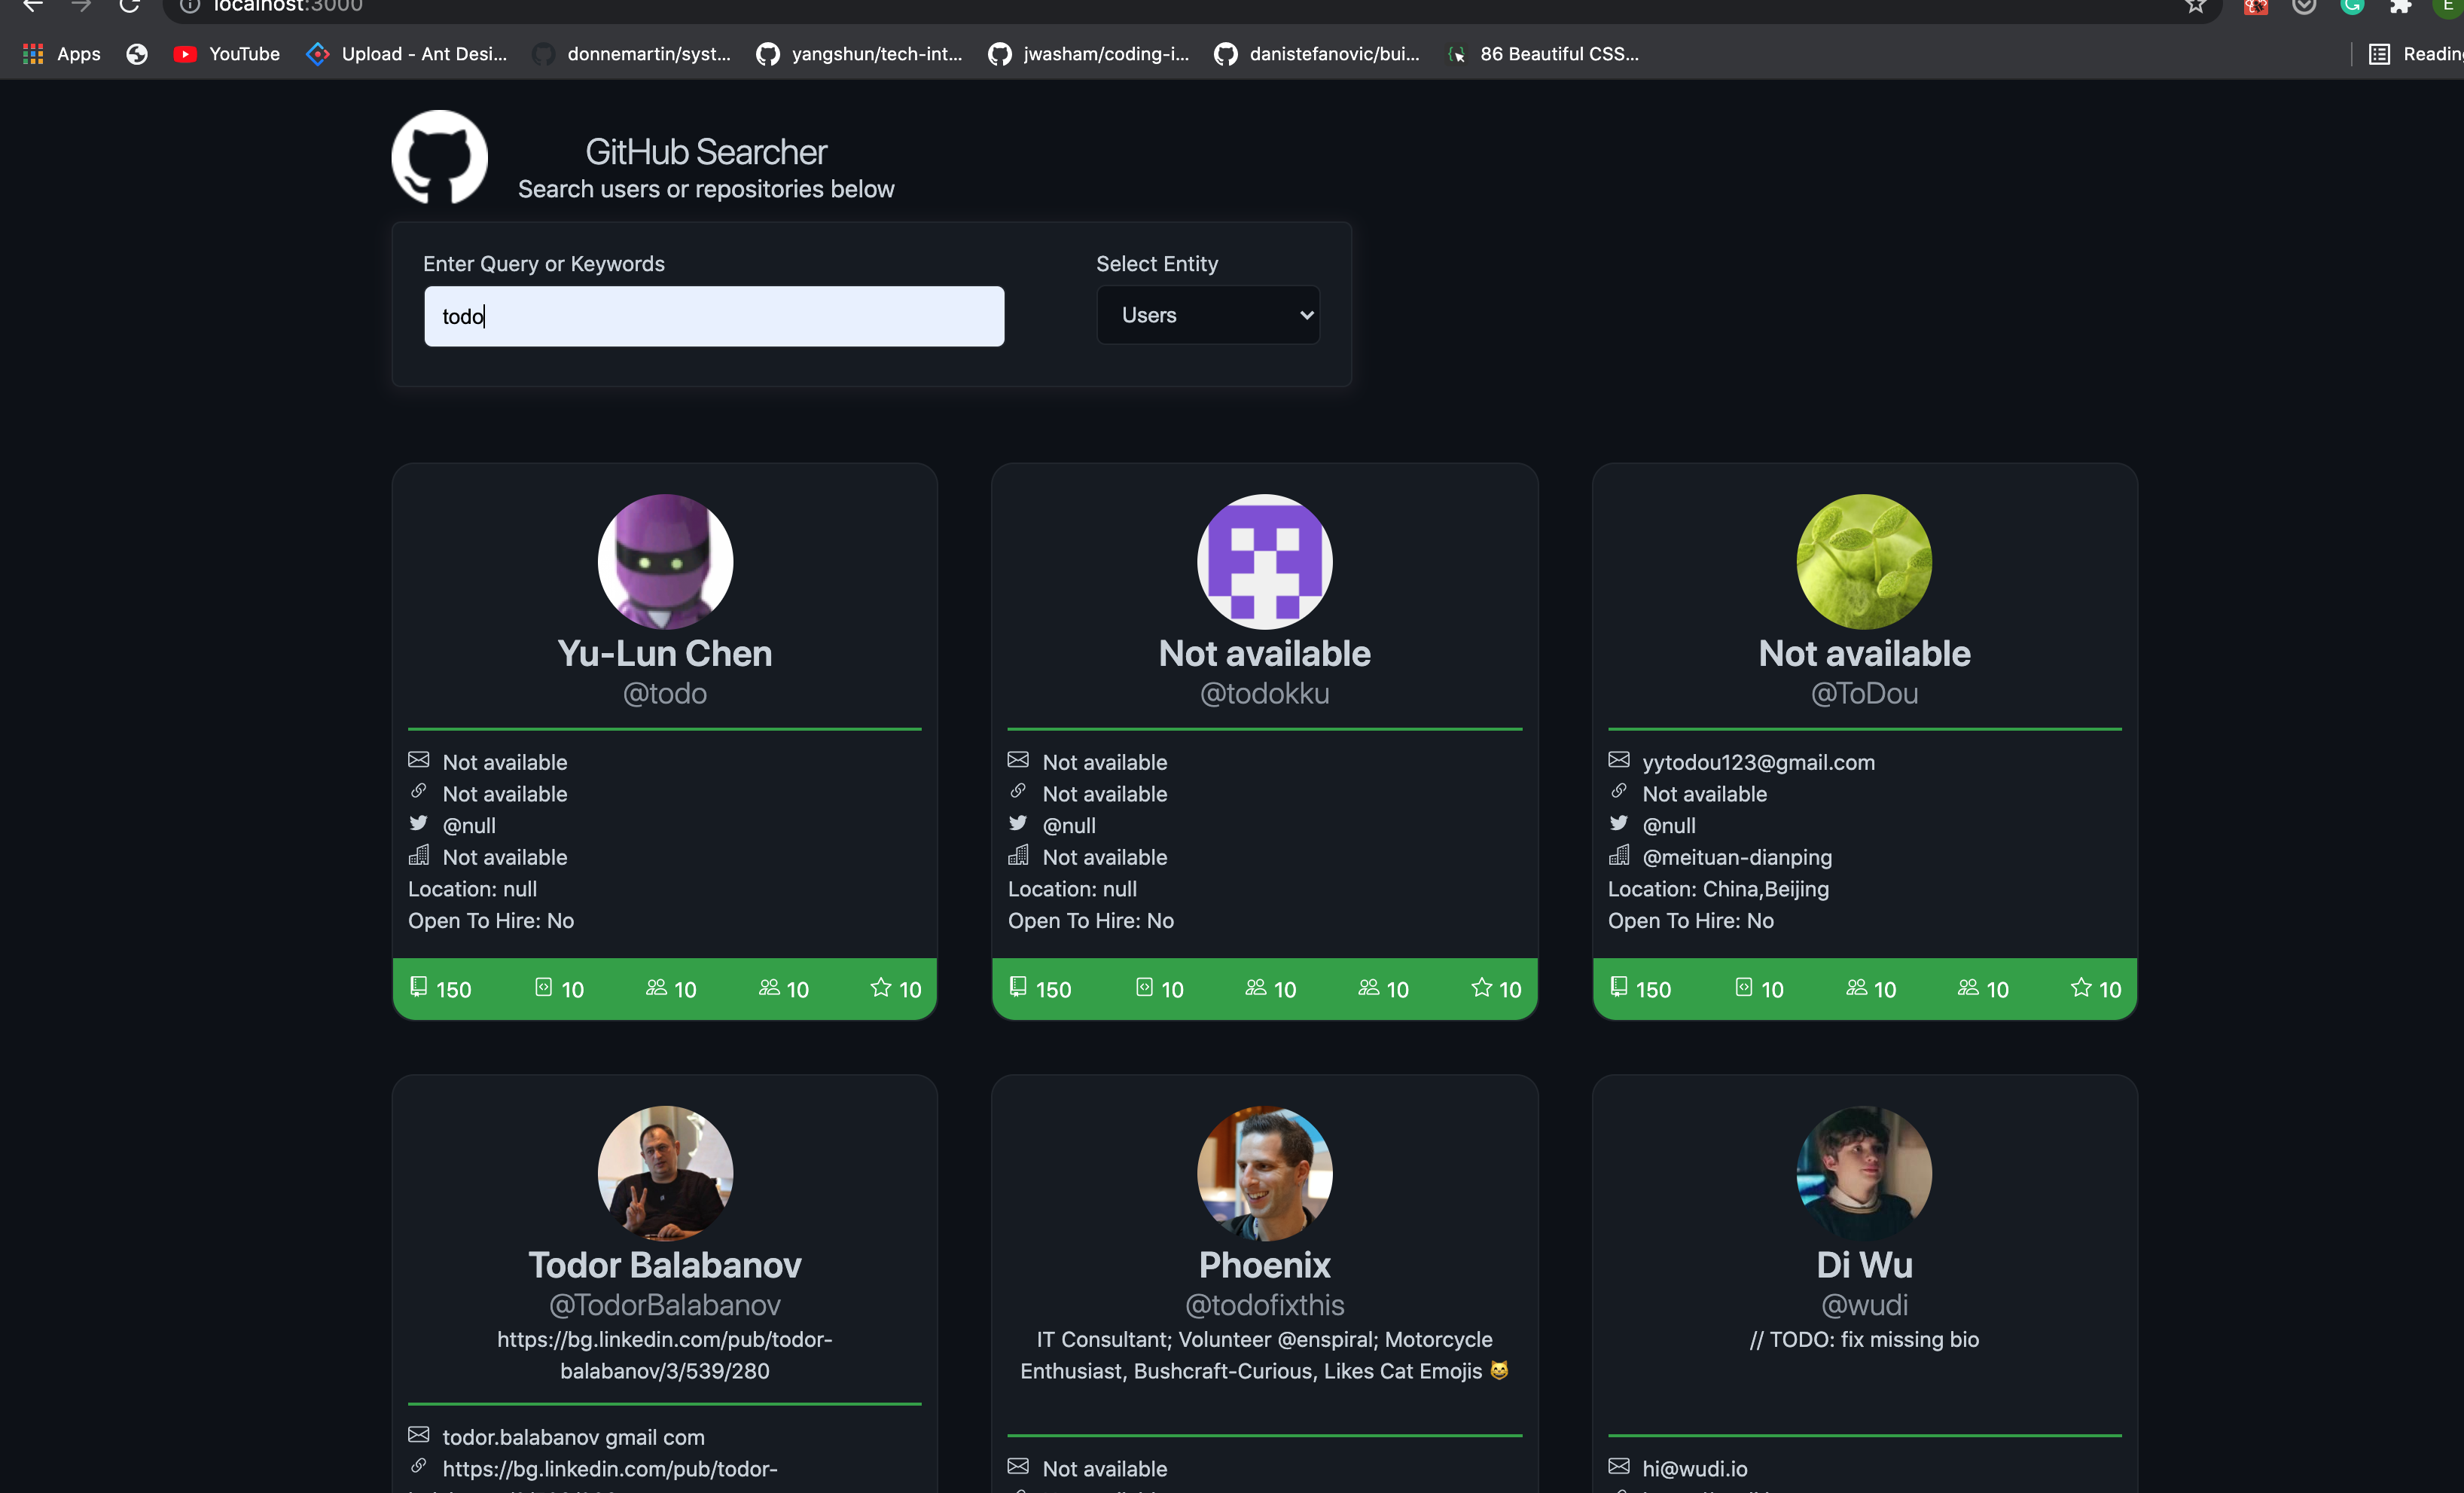 localhost:3000
Apps YouTube Upload - Ant Desi... donnemartin/syst... yangshun/tech-int... jwasham/coding-i... danistefanovic/bui... 86 Beautiful CSS...
E
GitHub Searcher
Search users or repositories below
Enter Query or Keywords
Select Entity
todo
Users
Yu-Lun Chen
@todo
Not available
Not available
@null
Not available
Location: null
Open To Hire: No
150 10 10 10 10
Not available
@todokku
Not available
Not available
@null
Not available
Location: null
Open To Hire: No
150 10 10 10 10
Not available
@ToDou
yytodou123@gmail.com
Not available
@null
@meituan-dianping
Location: China,Beijing
Open To Hire: No
150 10 10 10 10
Todor Balabanov
@TodorBalabanov
https://bg.linkedin.com/pub/todor-
balabanov/3/539/280
todor.balabanov gmail com
https://bg.linkedin.com/pub/todor-
Phoenix
@todofixthis
IT Consultant; Volunteer @enspiral; Motorcycle
Enthusiast, Bushcraft-Curious, Likes Cat Emojis 😸
Not available
Di Wu
@wudi
// TODO: fix missing bio
hi@wudi.io